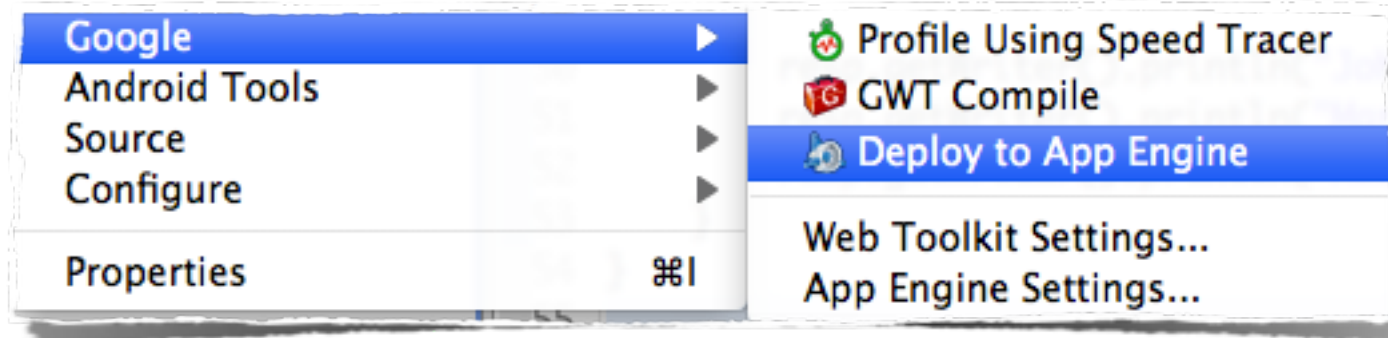 Google
Android Tools
Source
Configure
Properties ⌘I
Profile Using Speed Tracer
GWT Compile
Deploy to App Engine
Web Toolkit Settings...
App Engine Settings...